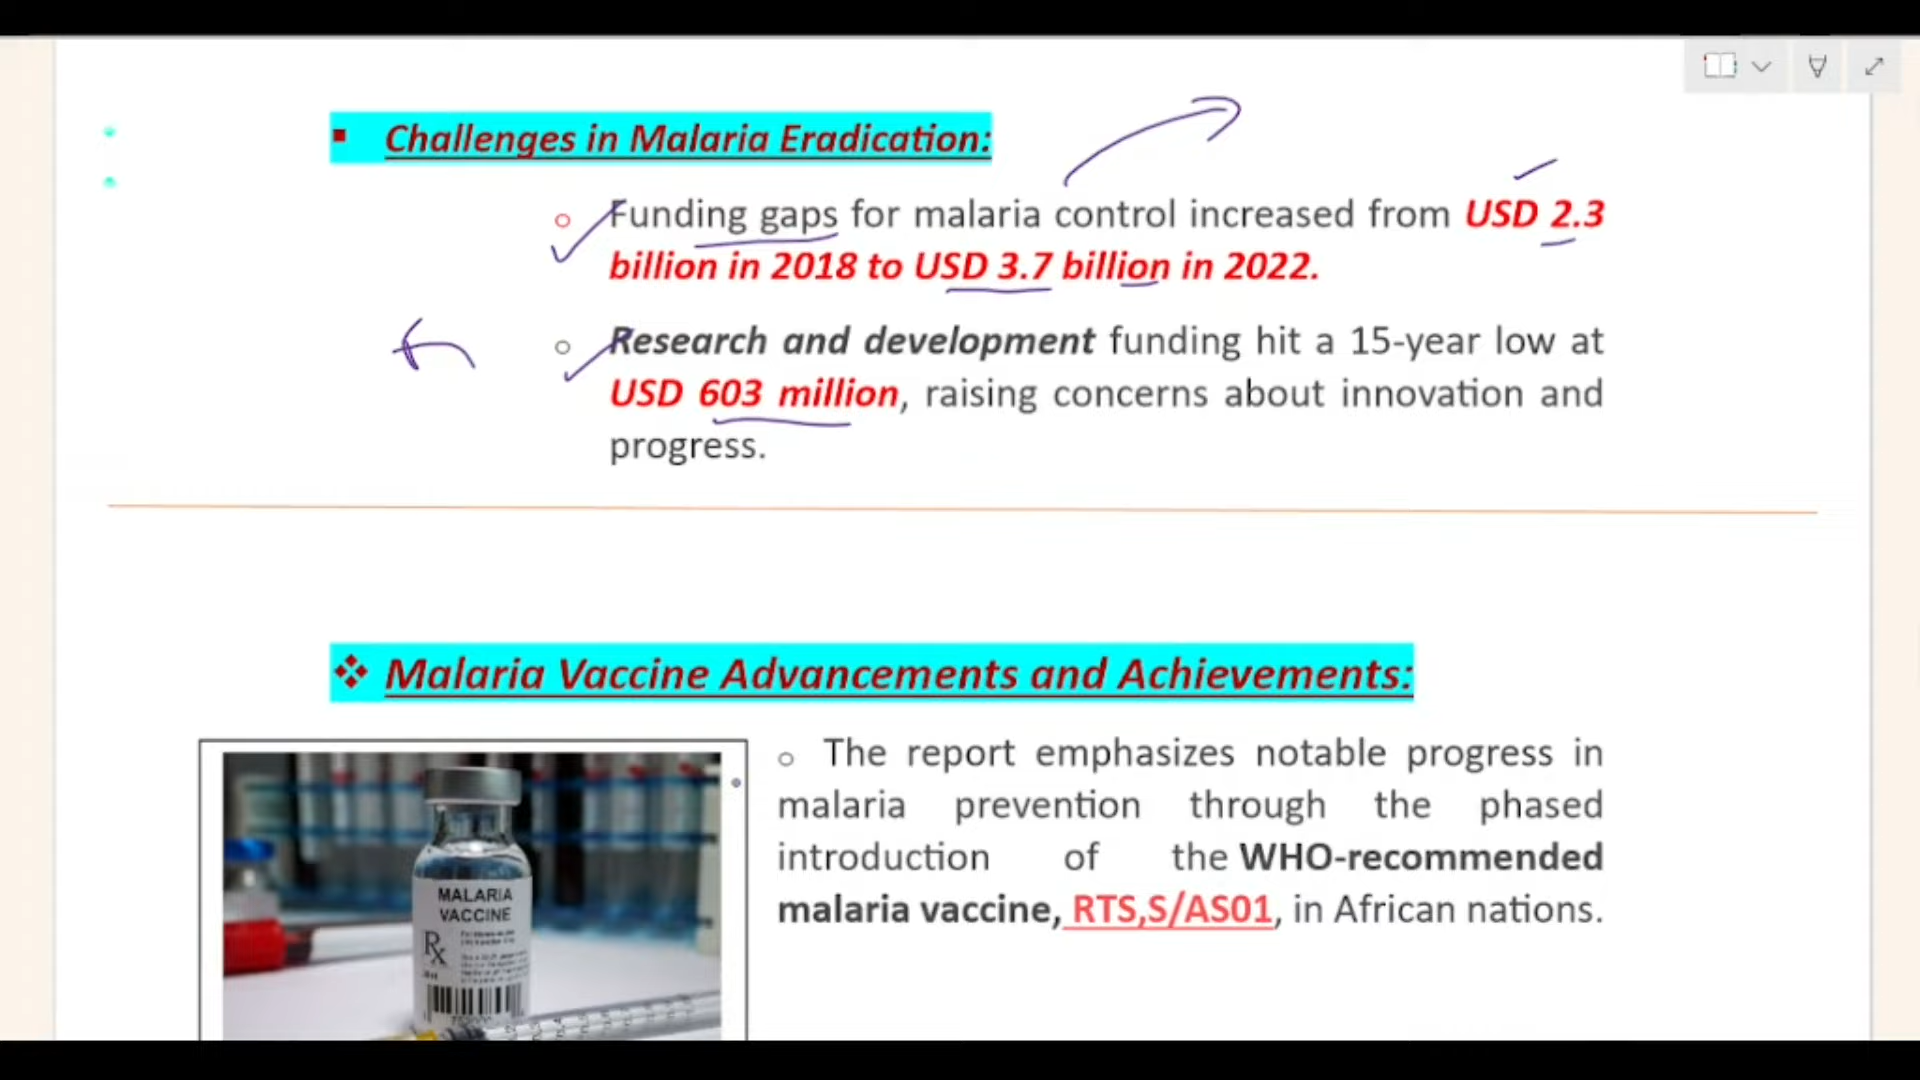 Challenges in Malaria Eradication:
Funding gaps for malaria control increased from USD 2.3
billion in 2018 to USD 3.7 billion in 2022.
Research and development funding hit a 15-year low at
USD 603 million, raising concerns about innovation and
progress.
Malaria Vaccine Advancements and Achievements:
The report emphasizes notable progress in
malaria prevention through the phased
introduction of the WHO-recommended
malaria vaccine, RTS,S/AS01, in African nations.
MALARIA
VACCINE
Rx